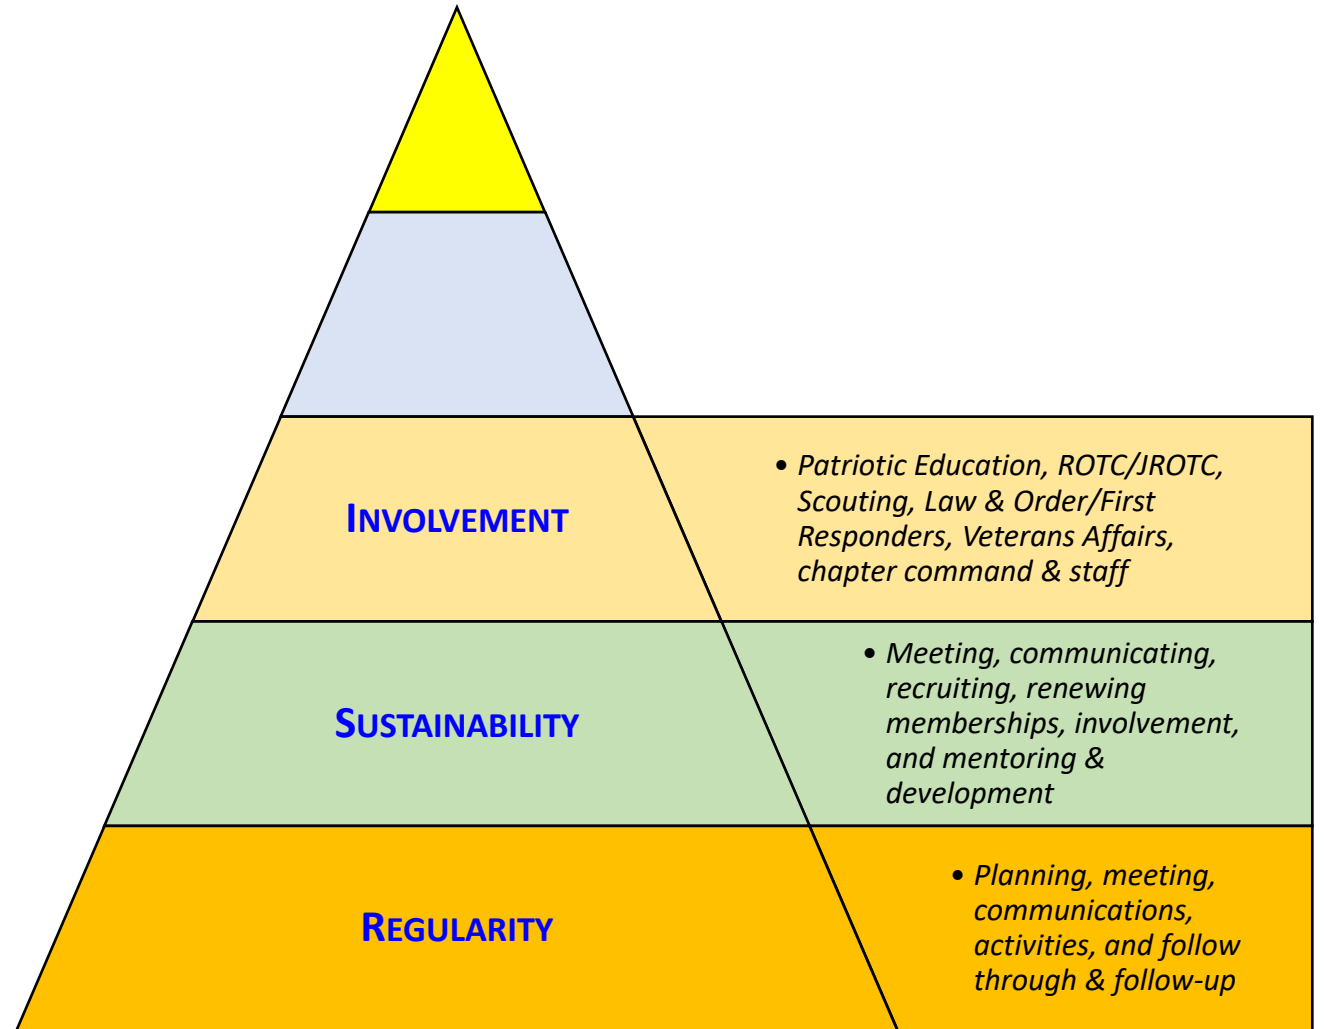 INVOLVEMENT
• Patriotic Education, ROTC/JROTC,
Scouting, Law & Order/First
Responders, Veterans Affairs,
chapter command & staff
SUSTAINABILITY
• Meeting, communicating,
recruiting, renewing
memberships, involvement,
and mentoring &
development
REGULARITY
• Planning, meeting,
communications,
activities, and follow
through & follow-up